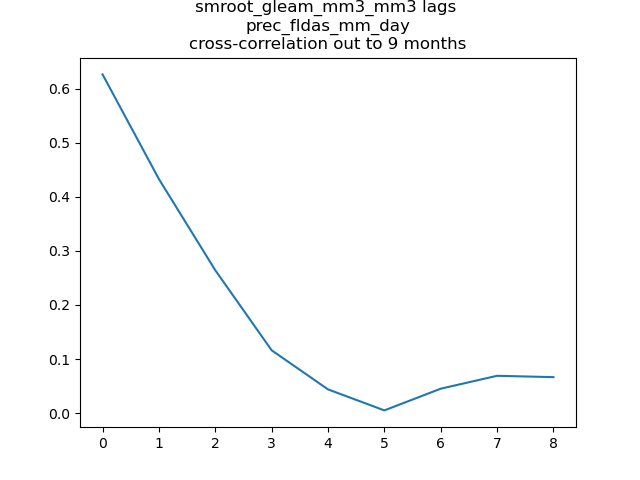 smroot_gleam_mm3_mm3 lags
prec_fldas_mm_day
cross-correlation out to 9 months
0.6
0.5
0.4
0.3
0.2
0.1
0.0
0 1 2 3 4 5 6 7 8